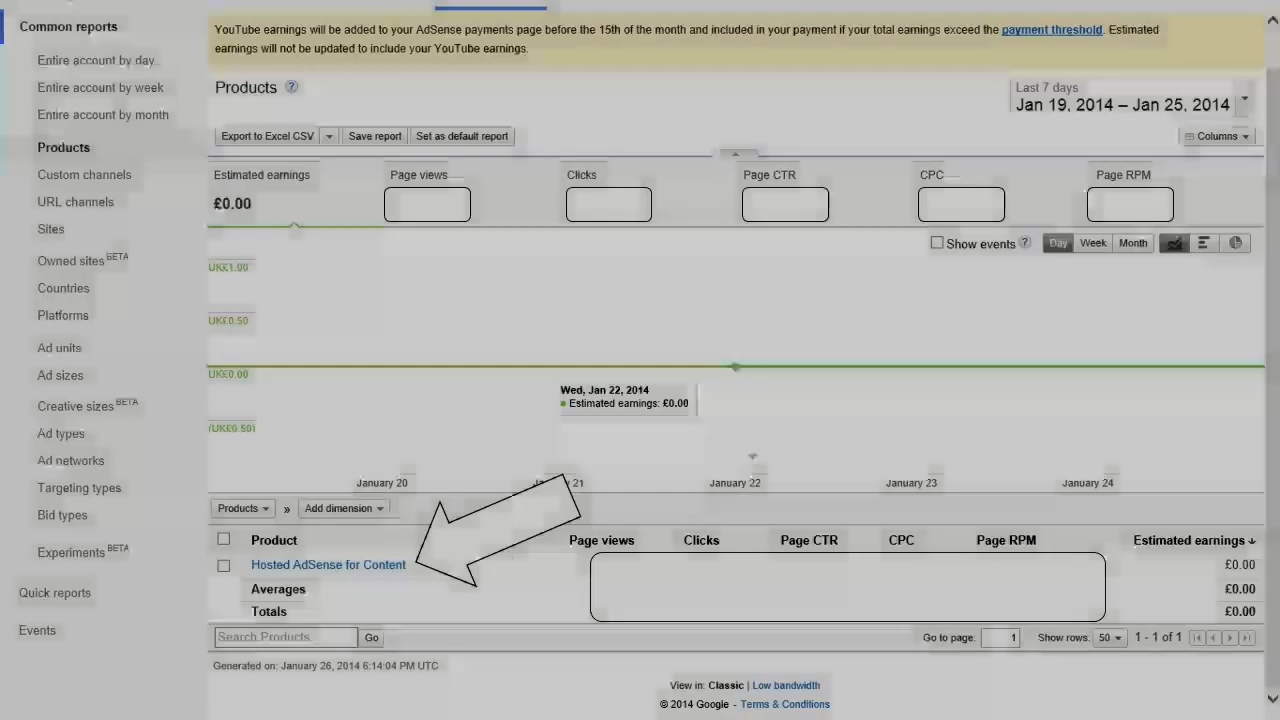 Common reports
Entire account by day
Entire account by week
Entire account by month
Products
Custom channels
URL channels
Sites
Owned sites BETA
Countries
Platforms
Ad units
Ad sizes
Creative sizes BETA
Ad types
Ad networks
Targeting types
Bid types
Experiments BETA
Quick reports
Events
YouTube earnings will be added to your AdSense payments page before the 15th of the month and included in your payment if your total earnings exceed the payment threshold. Estimated
earnings will not be updated to include your YouTube earnings.
Products ?
Last 7 days
Jan 19, 2014 – Jan 25, 2014
Export to Excel CSV Save report Set as default report Columns
Estimated earnings Page views Clicks Page CTR CPC Page RPM
£0.00
Show events ? Day Week Month
UK£1.00
UK£0.50
UK£0.00
Wed, Jan 22, 2014
Estimated earnings: £0.00
(UK£0.50)
January 20 21 January 22 January 23 January 24
Products » Add dimension
Product Page views Clicks Page CTR CPC Page RPM Estimated earnings ↓
Hosted AdSense for Content £0.00
Averages £0.00
Totals £0.00
Search Products Go Go to page: 1 Show rows: 50 1 - 1 of 1
Generated on: January 26, 2014 6:14:04 PM UTC
View in: Classic | Low bandwidth
© 2014 Google - Terms & Conditions